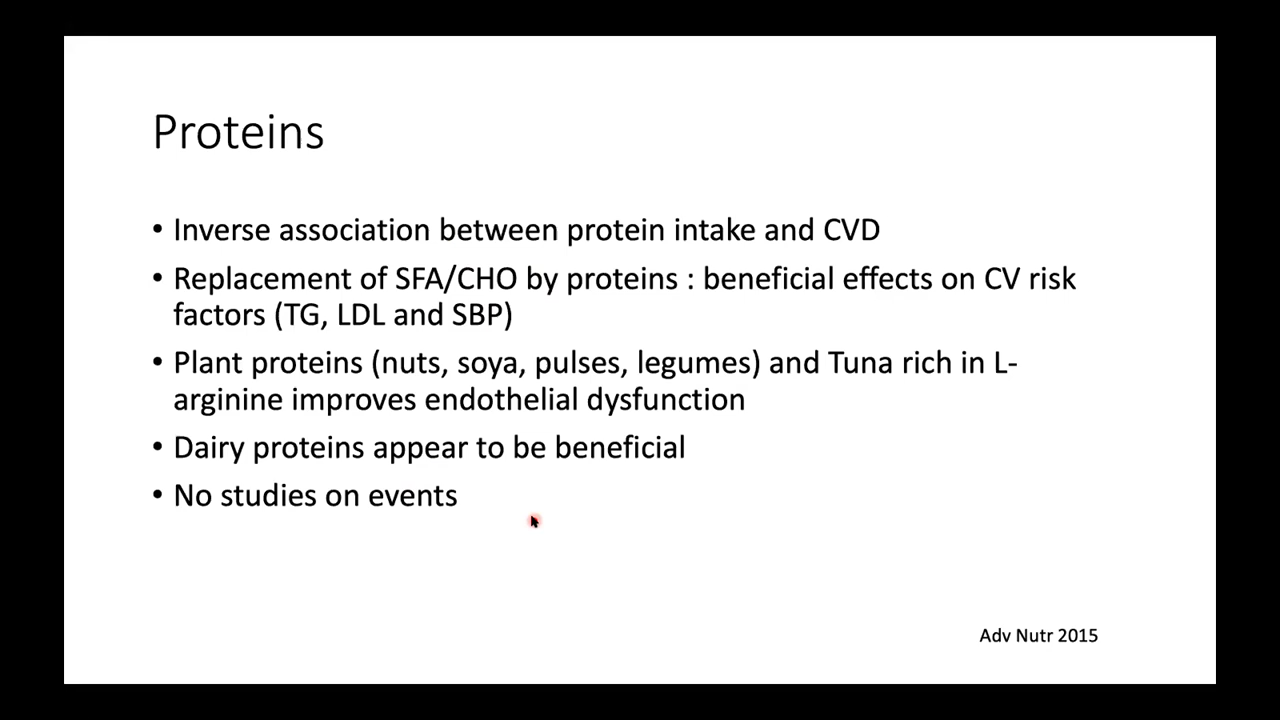 Proteins
• Inverse association between protein intake and CVD
• Replacement of SFA/CHO by proteins : beneficial effects on CV risk
factors (TG, LDL and SBP)
• Plant proteins (nuts, soya, pulses, legumes) and Tuna rich in L-
arginine improves endothelial dysfunction
• Dairy proteins appear to be beneficial
• No studies on events
Adv Nutr 2015